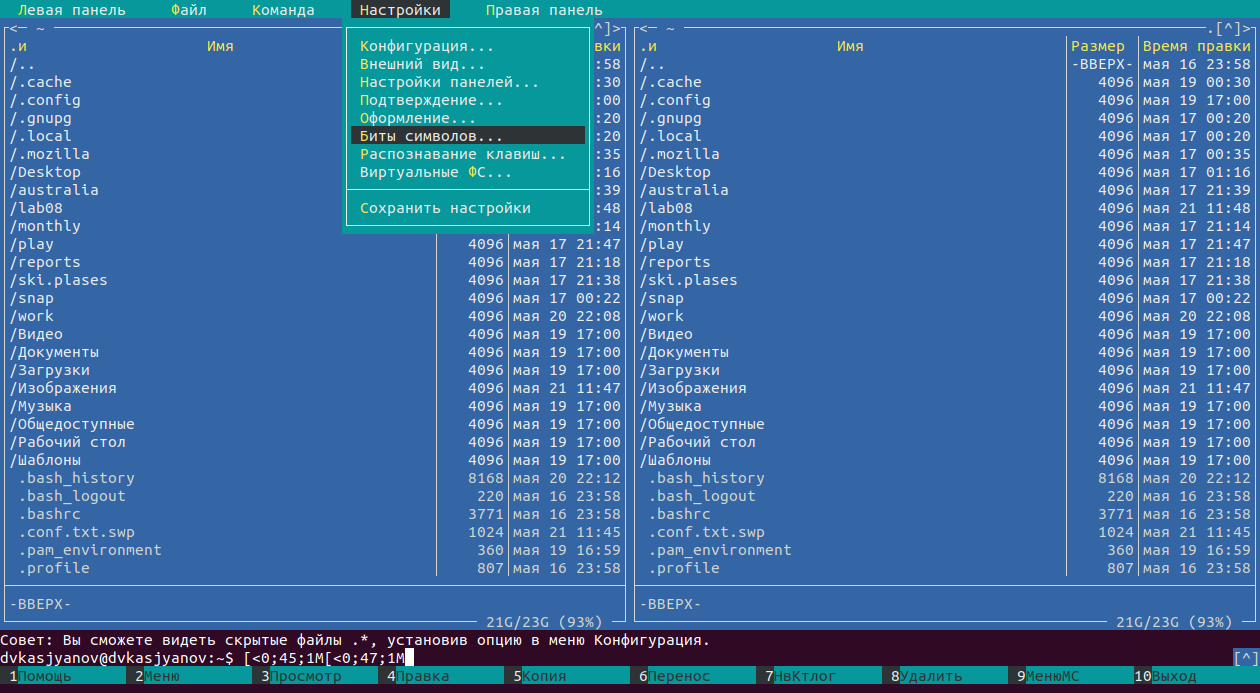 Левая панель Файл Команда Настройки Правая панель
<─ ~ ^]> <─ ~ .[^]>
.и Имя вки .и Имя Размер Время правки
/.. Конфигурация... :58 /.. -ВВЕРХ- мая 16 23:58
/.cache Внешний вид... :30 /.cache 4096 мая 19 00:30
/.config Настройки панелей... :00 /.config 4096 мая 19 17:00
/.gnupg Подтверждение... :20 /.gnupg 4096 мая 17 00:20
/.local Оформление... :20 /.local 4096 мая 17 00:20
/.mozilla Биты символов... :35 /.mozilla 4096 мая 17 00:35
/Desktop Распознавание клавиш... :16 /Desktop 4096 мая 17 01:16
/australia Виртуальные ФС... :39 /australia 4096 мая 17 21:39
/lab08 Сохранить настройки :48 /lab08 4096 мая 21 11:48
/monthly :14 /monthly 4096 мая 17 21:14
/play 4096 мая 17 21:47 /play 4096 мая 17 21:47
/reports 4096 мая 17 21:18 /reports 4096 мая 17 21:18
/ski.plases 4096 мая 17 21:38 /ski.plases 4096 мая 17 21:38
/snap 4096 мая 17 00:22 /snap 4096 мая 17 00:22
/work 4096 мая 20 22:08 /work 4096 мая 20 22:08
/Видео 4096 мая 19 17:00 /Видео 4096 мая 19 17:00
/Документы 4096 мая 19 17:00 /Документы 4096 мая 19 17:00
/Загрузки 4096 мая 19 17:00 /Загрузки 4096 мая 19 17:00
/Изображения 4096 мая 21 11:47 /Изображения 4096 мая 21 11:47
/Музыка 4096 мая 19 17:00 /Музыка 4096 мая 19 17:00
/Общедоступные 4096 мая 19 17:00 /Общедоступные 4096 мая 19 17:00
/Рабочий стол 4096 мая 19 17:00 /Рабочий стол 4096 мая 19 17:00
/Шаблоны 4096 мая 19 17:00 /Шаблоны 4096 мая 19 17:00
.bash_history 8168 мая 20 22:12 .bash_history 8168 мая 20 22:12
.bash_logout 220 мая 16 23:58 .bash_logout 220 мая 16 23:58
.bashrc 3771 мая 16 23:58 .bashrc 3771 мая 16 23:58
.conf.txt.swp 1024 мая 21 11:45 .conf.txt.swp 1024 мая 21 11:45
.pam_environment 360 мая 19 16:59 .pam_environment 360 мая 19 16:59
.profile 807 мая 16 23:58 .profile 807 мая 16 23:58
-ВВЕРХ- -ВВЕРХ-
21G/23G (93%) 21G/23G (93%)
Совет: Вы сможете видеть скрытые файлы .*, установив опцию в меню Конфигурация.
dvkasjyanov@dvkasjyanov:~$ [<0;45;1M[<0;47;1M [^]
1Помощь 2Меню 3Просмотр 4Правка 5Копия 6Перенос 7НвКтлог 8Удалить 9МенюMC 10Выход